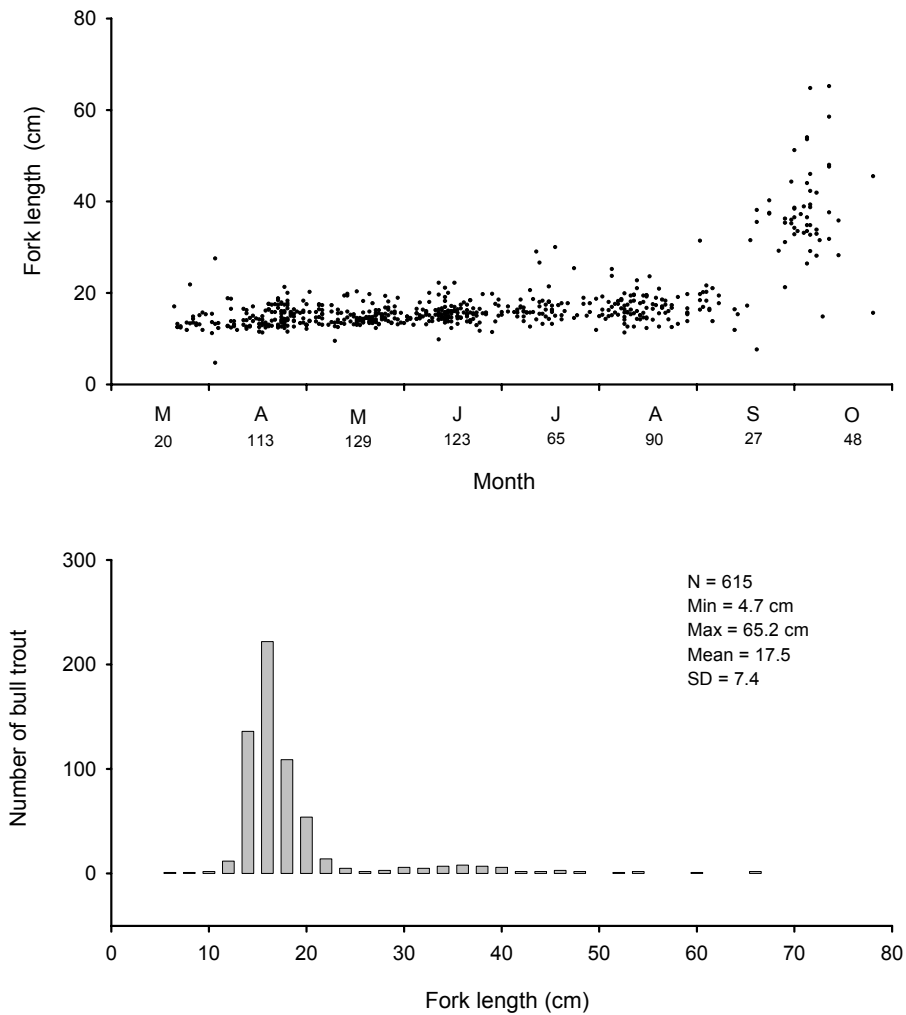 80
60
40
20
0
Fork length (cm)
M A M J J A S O
20 113 129 123 65 90 27 48
Month
300
200
100
0
Number of bull trout
N = 615
Min = 4.7 cm
Max = 65.2 cm
Mean = 17.5
SD = 7.4
0 10 20 30 40 50 60 70 80
Fork length (cm)